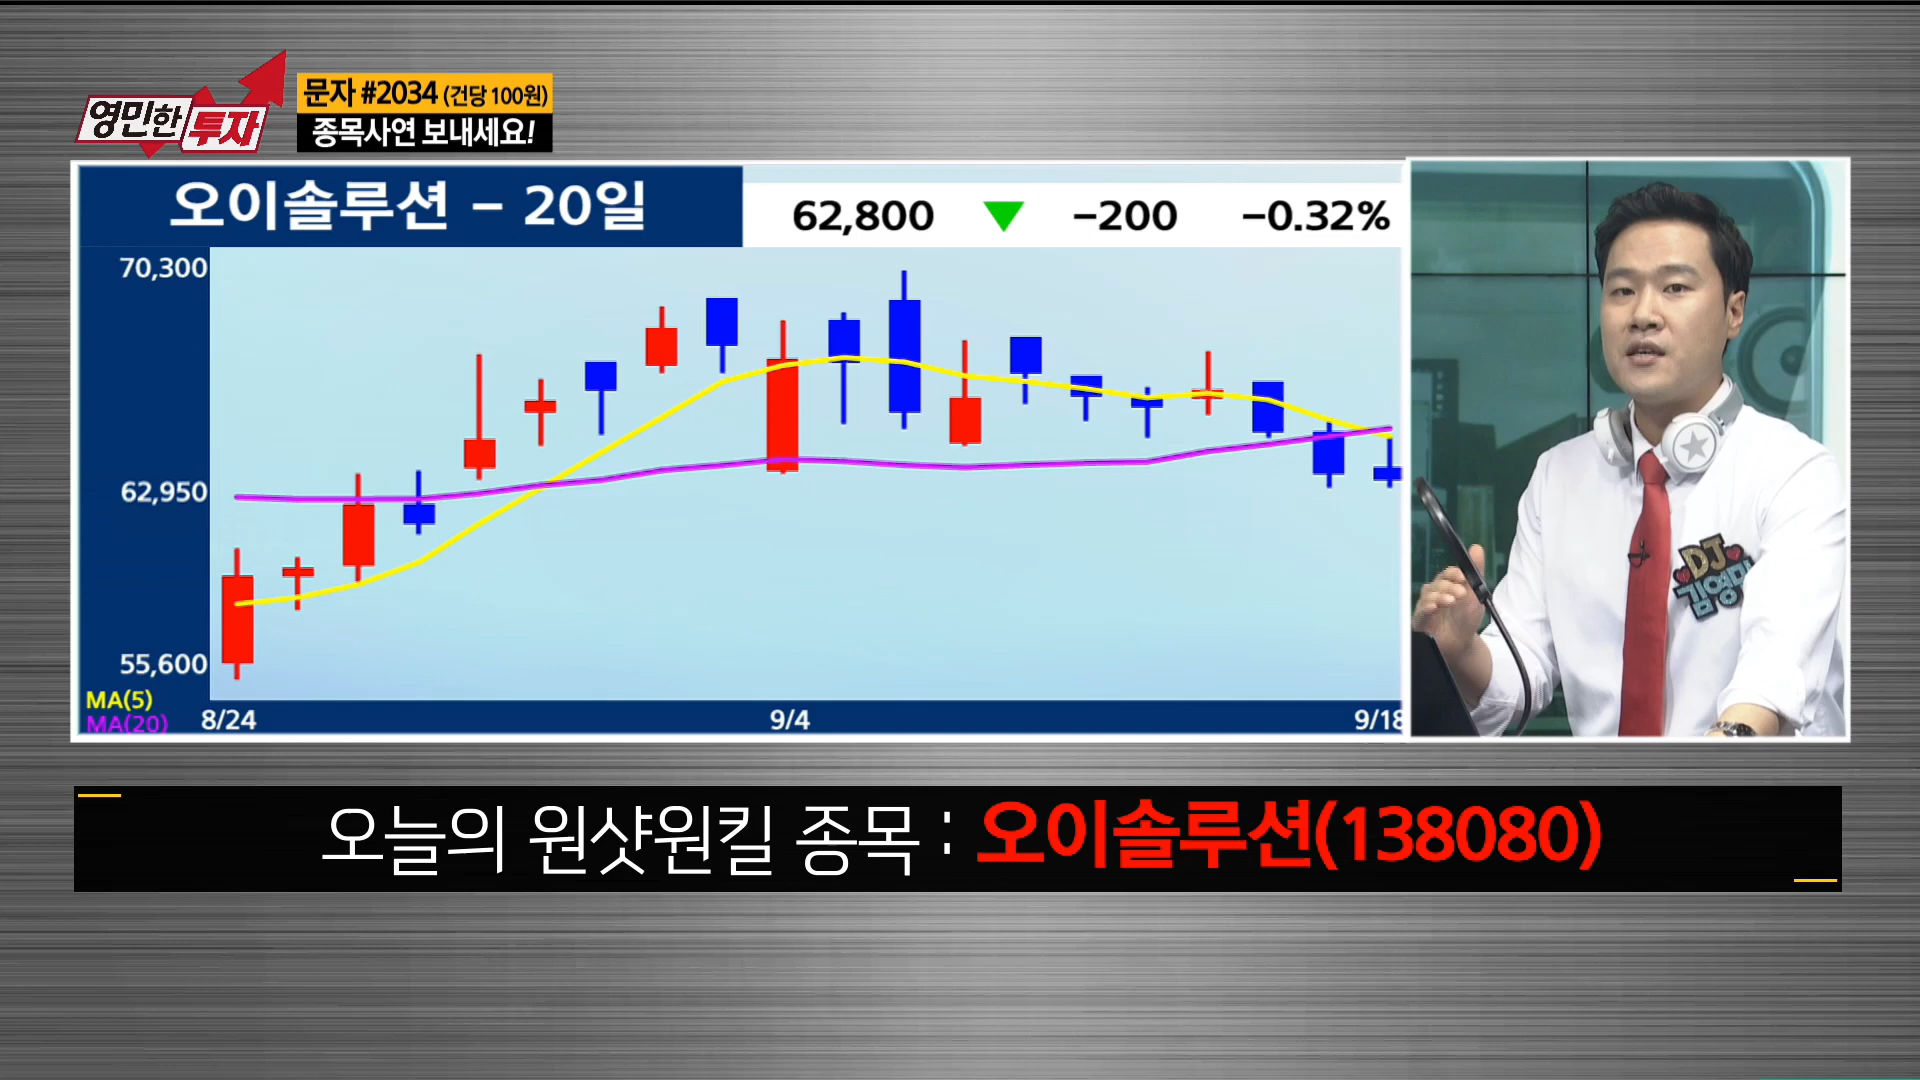 영민한 투자
문자 #2034 (건당 100원)
종목사연 보내세요!
오이솔루션 - 20일
62,800 ▼ -200 -0.32%
70,300
62,950
55,600
MA(5)
MA(20)
8/24 9/4 9/18
DJ
김영민
오늘의 원샷원킬 종목 : 오이솔루션(138080)